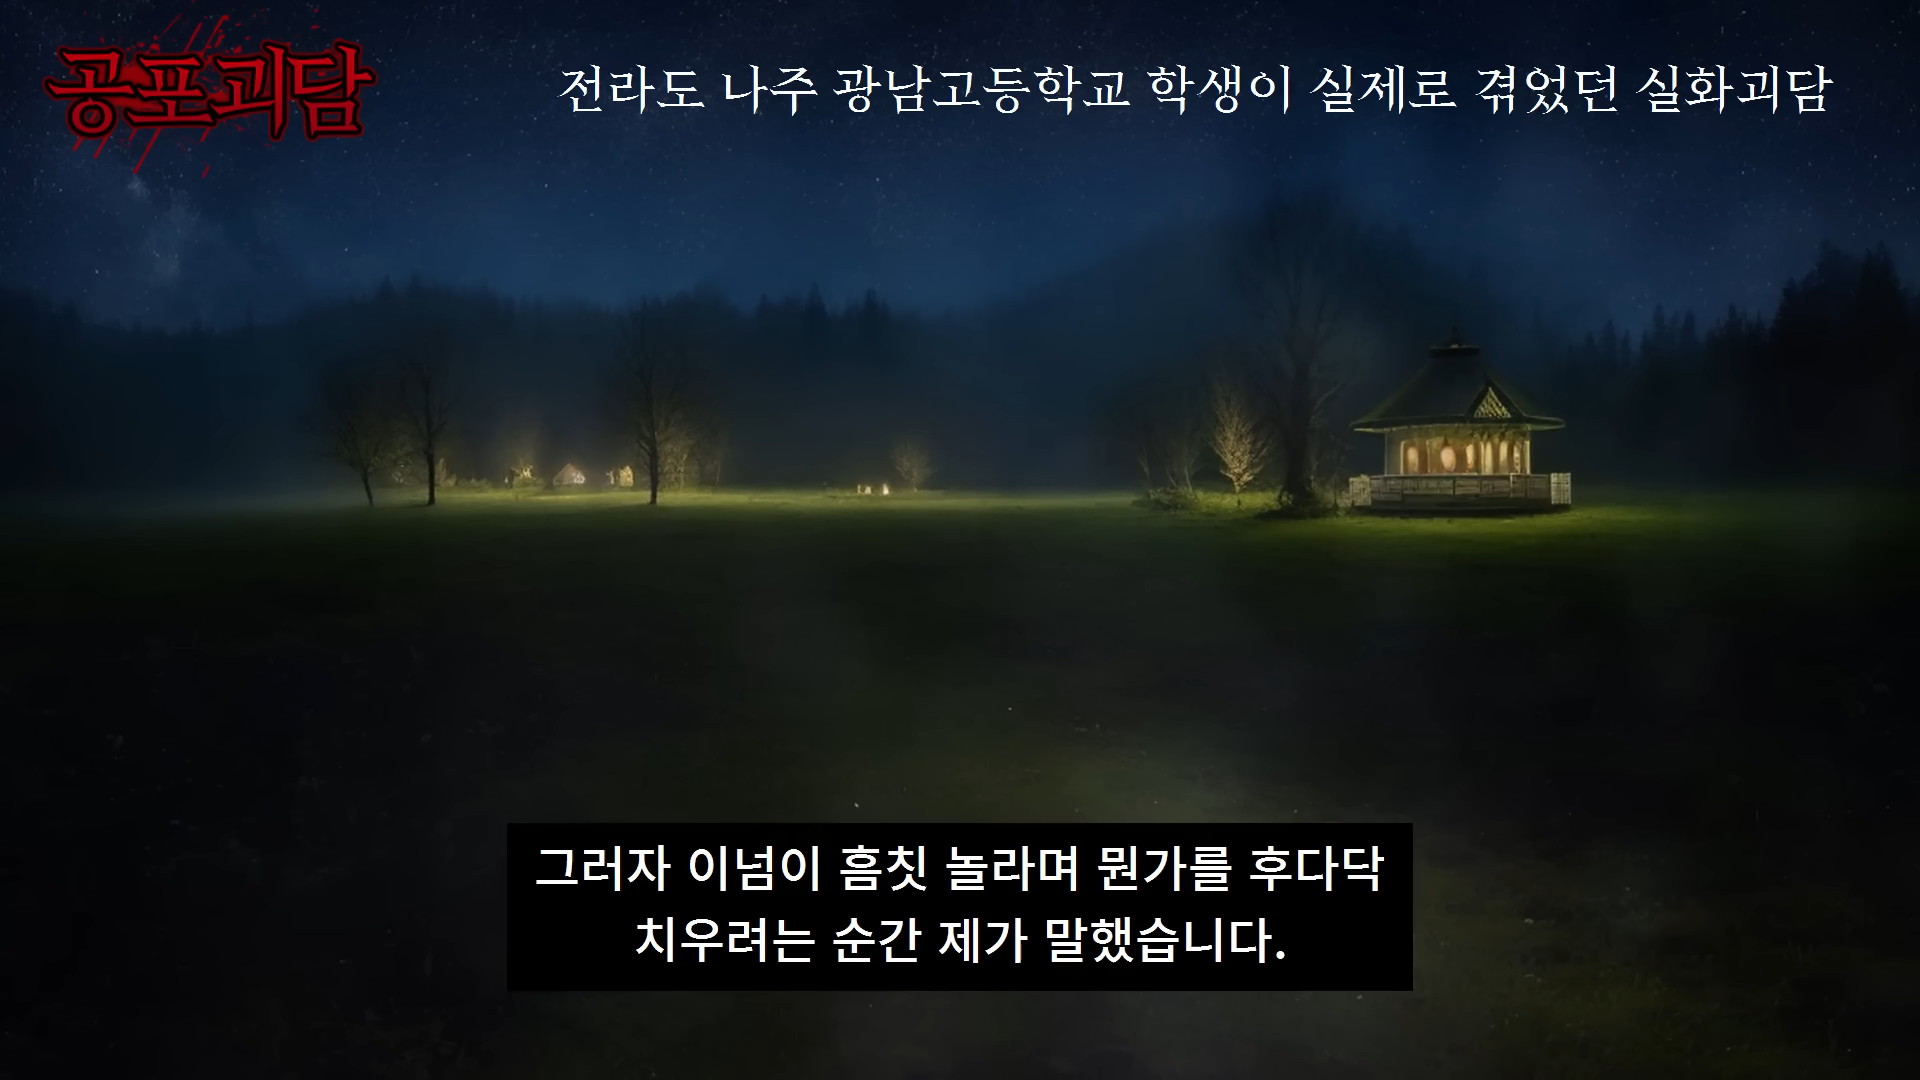 공포괴담
전라도 나주 광남고등학교 학생이 실제로 겪었던 실화괴담
그러자 이넘이 흠칫 놀라며 뭔가를 후다닥
치우려는 순간 제가 말했습니다.